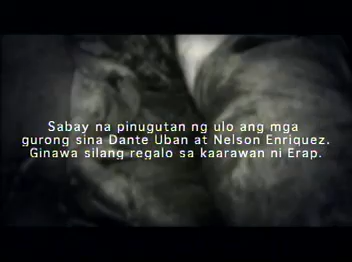 Sabay na pinugutan ng ulo ang mga
gurong sina Dante Uban at Nelson Enriquez.
Ginawa silang regalo sa kaarawan ni Erap.